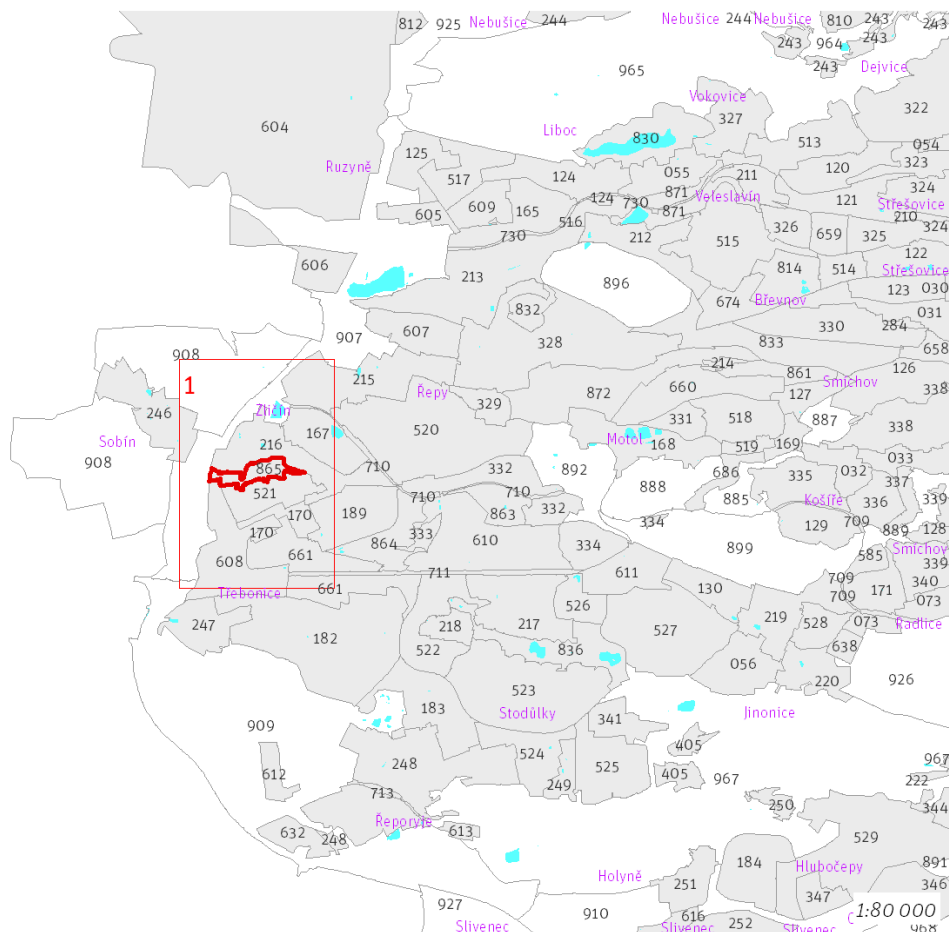 812 925 Nebušice 244 Nebušice 244 Nebušice 810 243 243
243 964 243
243 Dejvice
965
604 Vokovice 327 322
Liboc 830 513 054
Ruzyně 125 517 124 055 871 211 120 323
605 609 165 124 730 871 Veleslavín 121 324 Střešovice 210
730 516 212 515 326 659 325 324
606 213 896 814 514 122 Střešovice
832 674 Břevnov 123 030
907 607 328 330 284 031
908 833 658
1 215 Řepy 872 214 861 126
246 Zličín 329 660 127 Smíchov 338
Sobín 216 167 520 331 518 887 338
908 865 Motol 168 519 169 033
521 710 332 892 888 686 335 032 337
170 189 710 710 863 332 885 Košíře 336 339
170 333 334 129 709 889 128
608 661 864 610 334 899 585 Smíchov 339
Třebonice 661 711 611 130 709 171 340
247 182 218 217 526 527 219 709 528 073 073 Radlice
522 836 056 638
220 926
523
183 Stodůlky 341 Jinonice
909 405
248 524 525 405 967 967
612 249 222
713 250 344
632 248 Řeporyje 613 529
184 Hlubočepy 891
Holyně 251 347 346
927 910 1:80 000
Slivenec 616 Slivenec 252 Slivenec 968